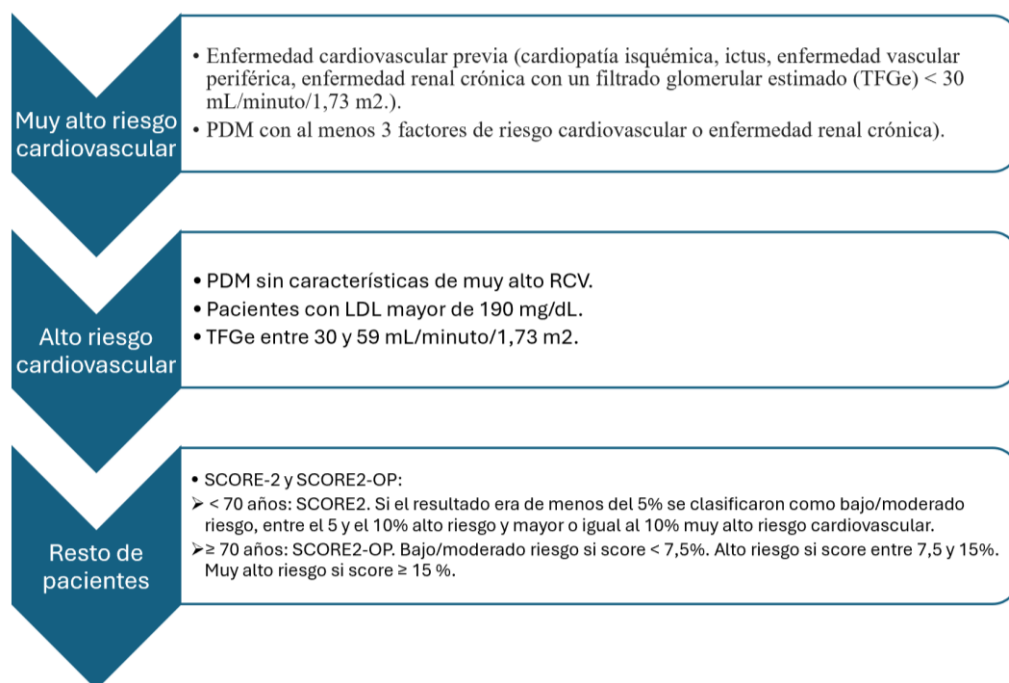 Muy alto riesgo
cardiovascular
• Enfermedad cardiovascular previa (cardiopatía isquémica, ictus, enfermedad vascular
periférica, enfermedad renal crónica con un filtrado glomerular estimado (TFGe) < 30
mL/minuto/1,73 m2.).
• PDM con al menos 3 factores de riesgo cardiovascular o enfermedad renal crónica).
Alto riesgo
cardiovascular
• PDM sin características de muy alto RCV.
• Pacientes con LDL mayor de 190 mg/dL.
• TFGe entre 30 y 59 mL/minuto/1,73 m2.
Resto de
pacientes
• SCORE-2 y SCORE2-OP:
➢ < 70 años: SCORE2. Si el resultado era de menos del 5% se clasificaron como bajo/moderado
riesgo, entre el 5 y el 10% alto riesgo y mayor o igual al 10% muy alto riesgo cardiovascular.
➢ ≥ 70 años: SCORE2-OP. Bajo/moderado riesgo si score < 7,5%. Alto riesgo si score entre 7,5 y 15%.
Muy alto riesgo si score ≥ 15 %.